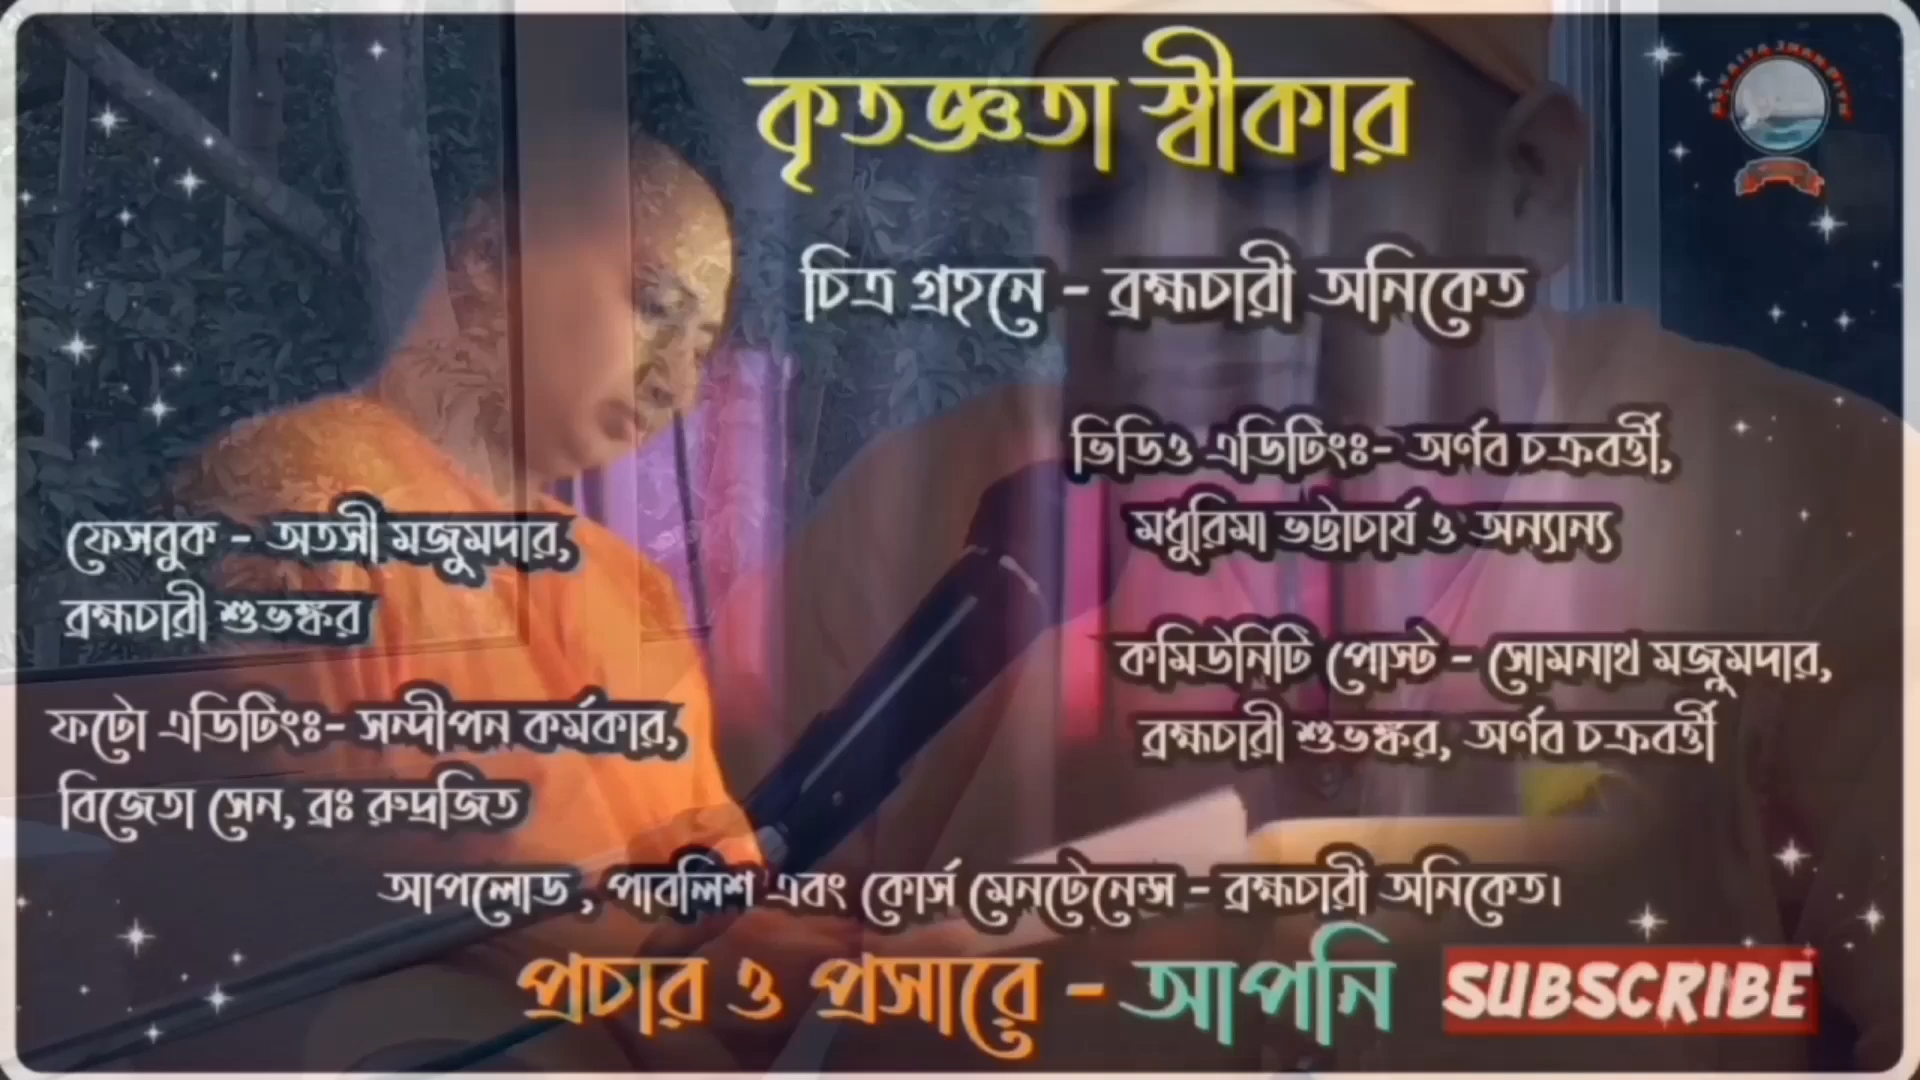 কৃতজ্ঞতা স্বীকার
চিত্র গ্রহনে - ব্রহ্মচারী অনিকেত
ভিডিও এডিটিংঃ- অর্ণব চক্রবর্ত্তী,
মধুরিমা ভট্টাচার্য ও অন্যান্য
ফেসবুক - অতসী মজুমদার,
ব্রহ্মচারী শুভঙ্কর
কমিউনিটি পোস্ট - সোমনাথ মজুমদার,
ব্রহ্মচারী শুভঙ্কর, অর্ণব চক্রবর্ত্তী
ফটো এডিটিংঃ- সন্দীপন কর্মকার,
বিজেতা সেন, ব্রঃ রুদ্রজিত
আপলোড , পাবলিশ এবং কোর্স মেনটেনেন্স - ব্রহ্মচারী অনিকেত।
প্রচার ও প্রসারে - আপনি SUBSCRIBE